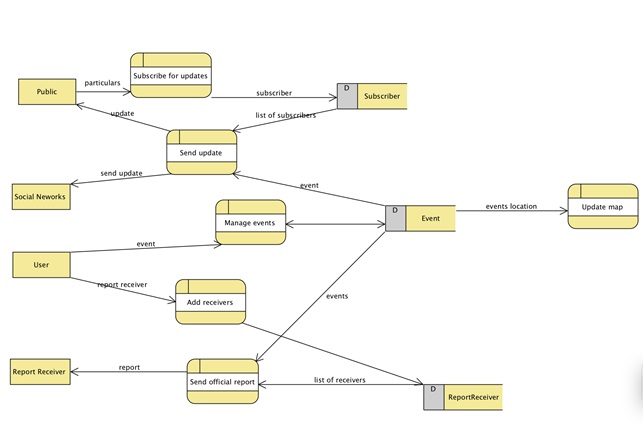 Subscribe for updates
particulars
Public
D
Subscriber
subscriber
update
list of subscribers
Send update
send update
Social Neworks
event
D
Event
events location
Update map
Manage events
event
User
report receiver
Add receivers
events
Report Receiver
report
Send official report
list of receivers
D
ReportReceiver